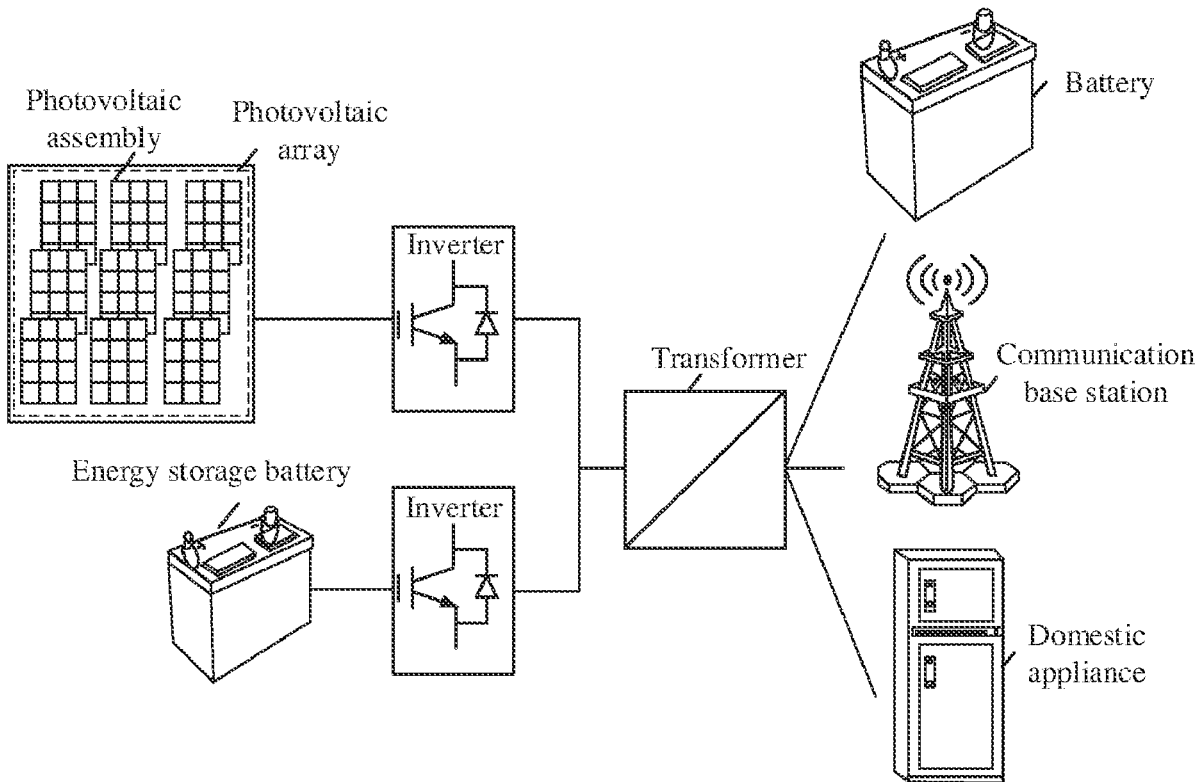 Photovoltaic
assembly
Photovoltaic
array
Inverter
Battery
Transformer
Communication
base station
Energy storage battery
Inverter
Domestic
appliance